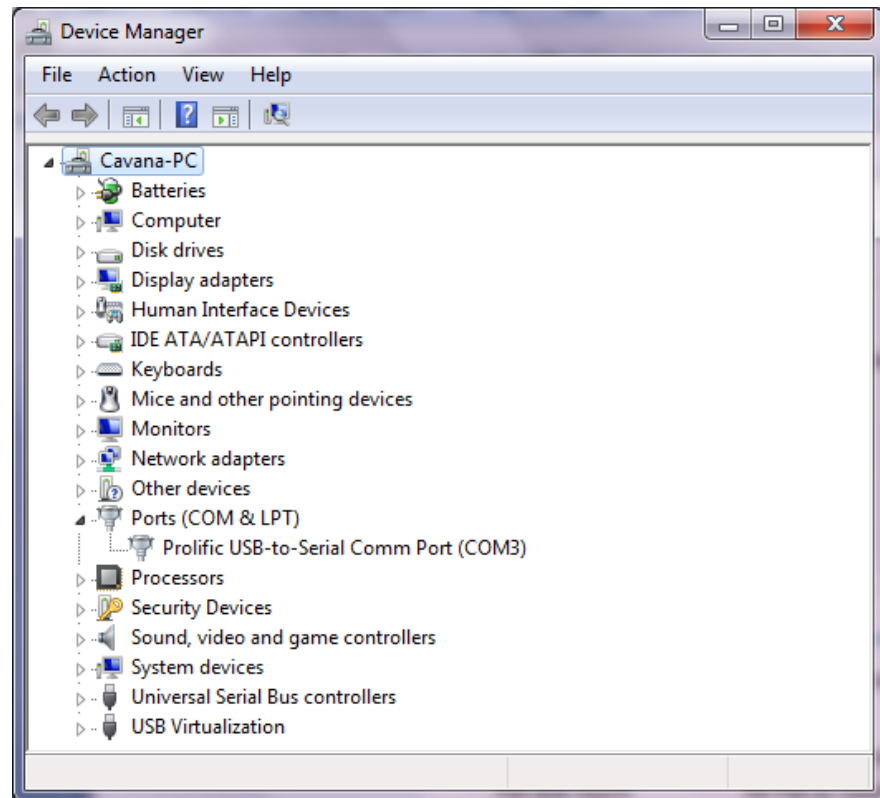 Device Manager
File Action View Help
Cavana-PC
Batteries
Computer
Disk drives
Display adapters
Human Interface Devices
IDE ATA/ATAPI controllers
Keyboards
Mice and other pointing devices
Monitors
Network adapters
Other devices
Ports (COM & LPT)
Prolific USB-to-Serial Comm Port (COM3)
Processors
Security Devices
Sound, video and game controllers
System devices
Universal Serial Bus controllers
USB Virtualization